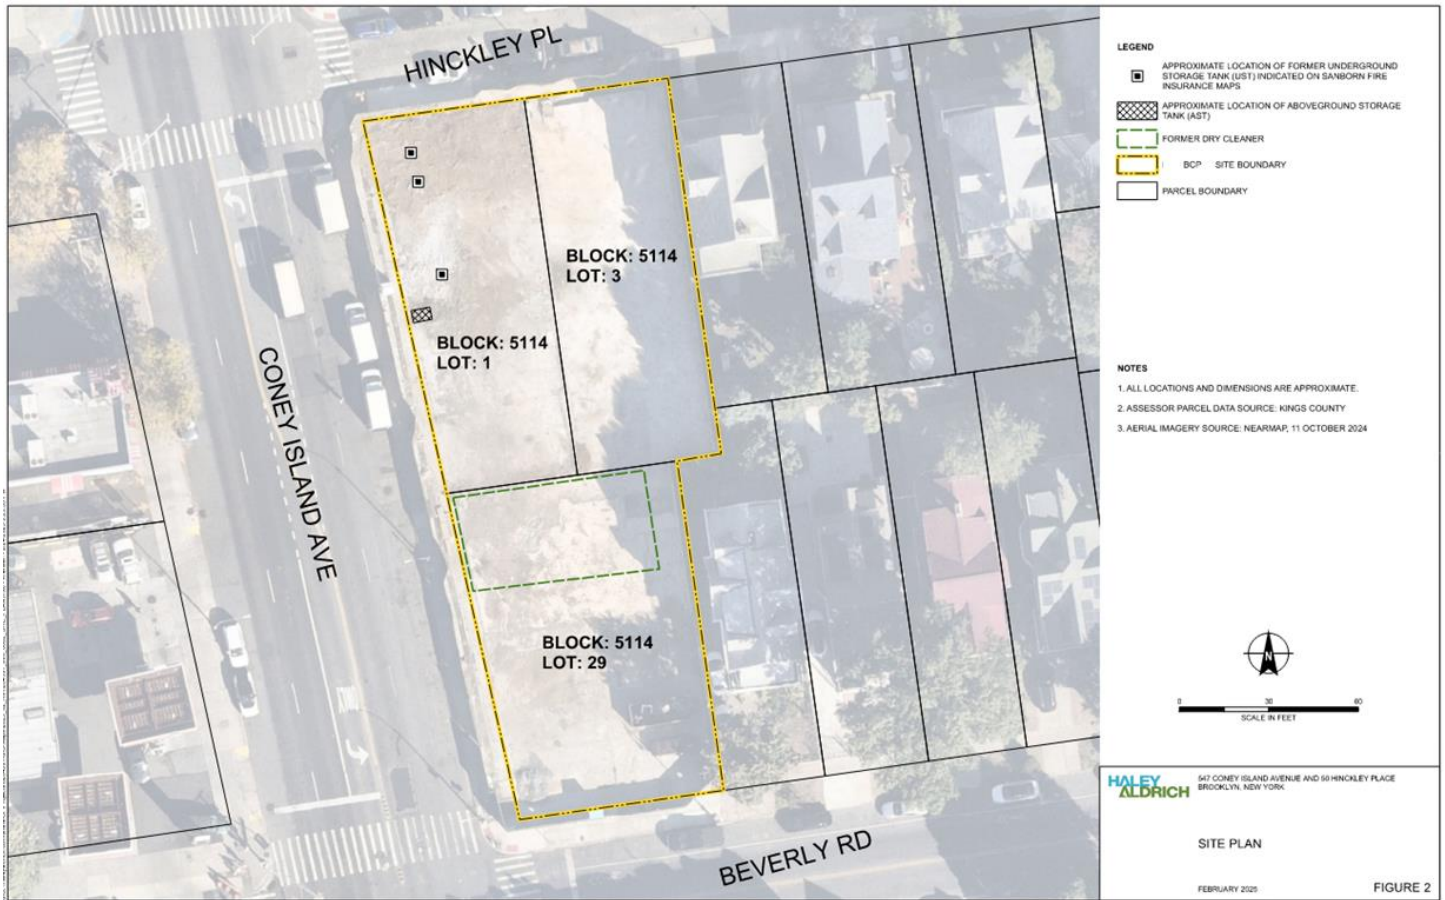 HINCKLEY PL
CONEY ISLAND AVE
BEVERLY RD
BLOCK: 5114
LOT: 3
BLOCK: 5114
LOT: 1
BLOCK: 5114
LOT: 29
LEGEND
APPROXIMATE LOCATION OF FORMER UNDERGROUND
STORAGE TANK (UST) INDICATED ON SANBORN FIRE
INSURANCE MAPS
APPROXIMATE LOCATION OF ABOVEGROUND STORAGE
TANK (AST)
FORMER DRY CLEANER
BCP SITE BOUNDARY
PARCEL BOUNDARY
NOTES
1. ALL LOCATIONS AND DIMENSIONS ARE APPROXIMATE.
2. ASSESSOR PARCEL DATA SOURCE: KINGS COUNTY
3. AERIAL IMAGERY SOURCE: NEARMAP, 11 OCTOBER 2024
N
0 30 60
SCALE IN FEET
HALEY
ALDRICH
547 CONEY ISLAND AVENUE AND 50 HINCKLEY PLACE
BROOKLYN, NEW YORK
SITE PLAN
FEBRUARY 2025
FIGURE 2